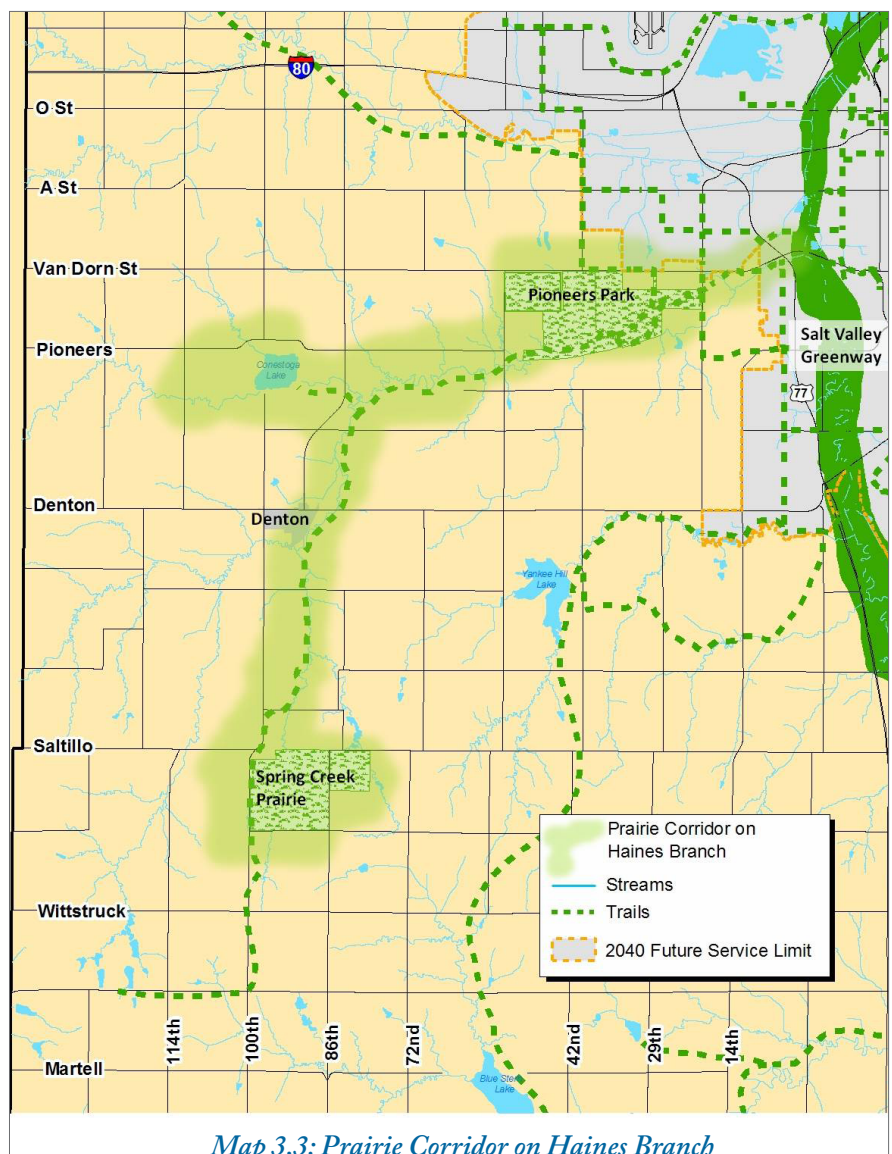 80
O St
A St
Van Dorn St
Pioneers Park
Pioneers
Salt Valley
Greenway
Conestoga
Lake
77
Denton
Denton
Yankee Hill
Lake
Saltillo
Spring Creek
Prairie
Prairie Corridor on
Haines Branch
Streams
Trails
2040 Future Service Limit
Wittstruck
114th
100th
86th
72nd
42nd
29th
14th
Martell
Blue Stem
Lake
Map 3.3: Prairie Corridor on Haines Branch